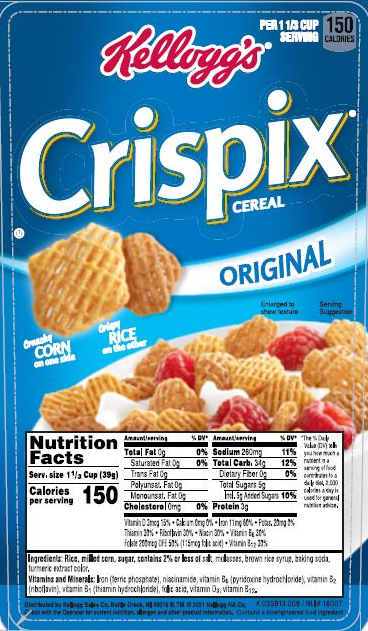 PER 1 1/3 CUP
SERVING
150
CALORIES
Kellogg's®
Crispix®
CEREAL
ORIGINAL
Enlarged to
show texture
Serving
Suggestion
Crunchy
CORN
on one side
Crispy
RICE
on the other
Nutrition
Facts
Serv. size 1 1/3 Cup (39g)
Calories
per serving 150
Amount/serving % DV*
Total Fat 0g 0%
Saturated Fat 0g 0%
Trans Fat 0g
Polyunsat. Fat 0g
Monounsat. Fat 0g
Cholesterol 0mg 0%
Amount/serving % DV*
Sodium 260mg 11%
Total Carb. 34g 12%
Dietary Fiber 0g 0%
Total Sugars 5g
Incl. 5g Added Sugars 10%
Protein 3g
*The % Daily
Value (DV) tells
you how much a
nutrient in a
serving of food
contributes to a
daily diet. 2,000
calories a day is
used for general
nutrition advice.
Vitamin D 3mcg 15% • Calcium 0mg 0% • Iron 11mg 60% • Potas. 20mg 0%
Thiamin 30% • Riboflavin 30% • Niacin 30% • Vitamin B₆ 30%
Folate 200mcg DFE 50% (115mcg folic acid) • Vitamin B₁₂ 30%
Ingredients: Rice, milled corn, sugar, contains 2% or less of salt, molasses, brown rice syrup, baking soda,
turmeric extract color.
Vitamins and Minerals: Iron (ferric phosphate), niacinamide, vitamin B₆ (pyridoxine hydrochloride), vitamin B₂
(riboflavin), vitamin B₁ (thiamin hydrochloride), folic acid, vitamin D₃, vitamin B₁₂.
Distributed by Kellogg Sales Co. Battle Creek, MI 49016 ®, TM, © 2021 Kellogg NA Co.
with the Operator for current nutrition, allergen and other product information. Contains a bioengineered food ingredient